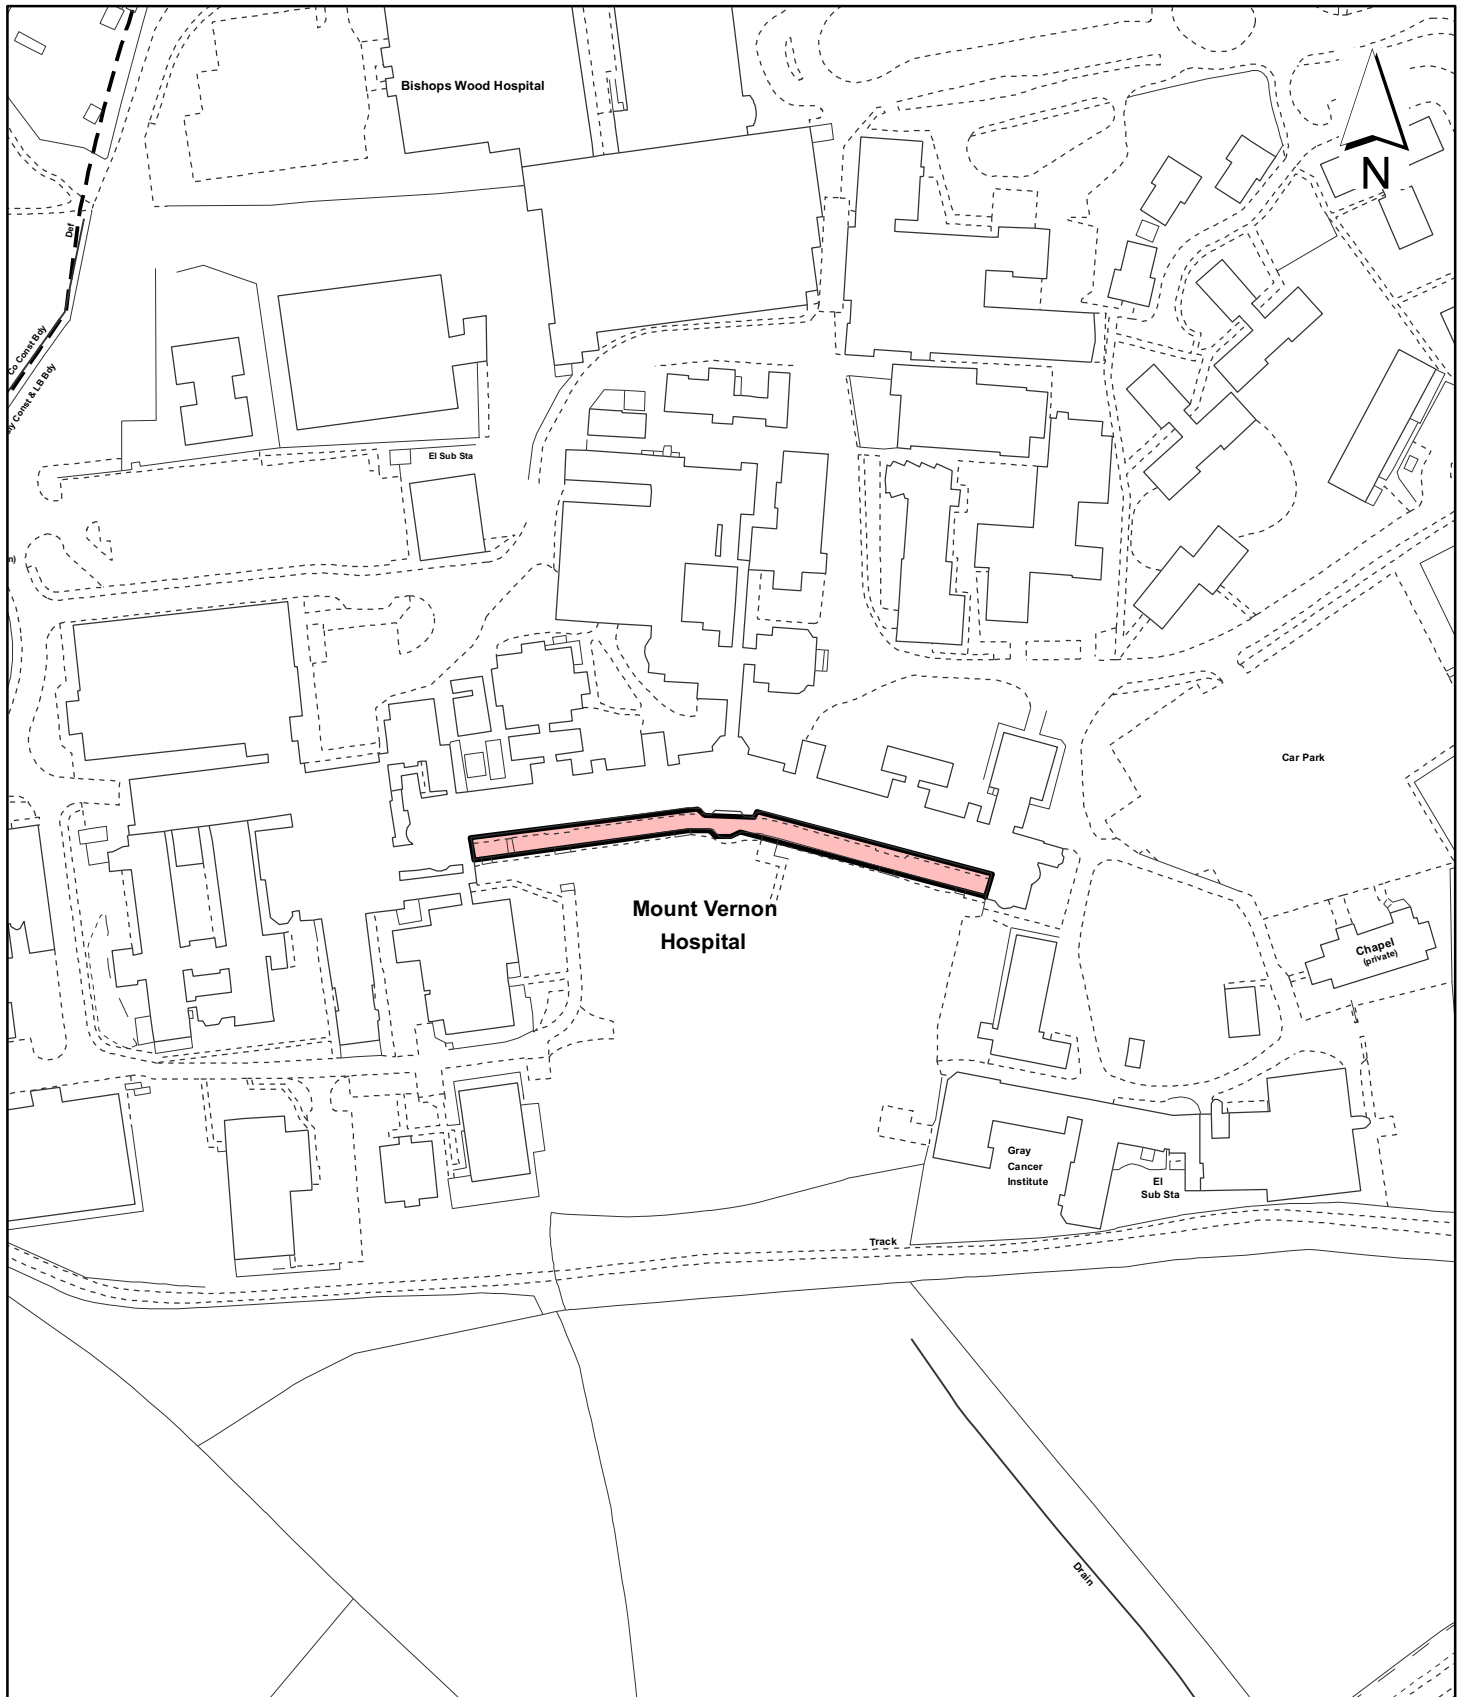 Bishops Wood Hospital
N
Def
Co Const Bdy
Const & LB Bdy
El Sub Sta
Car Park
Mount Vernon
Hospital
Chapel
(private)
Gray
Cancer
Institute
El
Sub Sta
Track
Drain